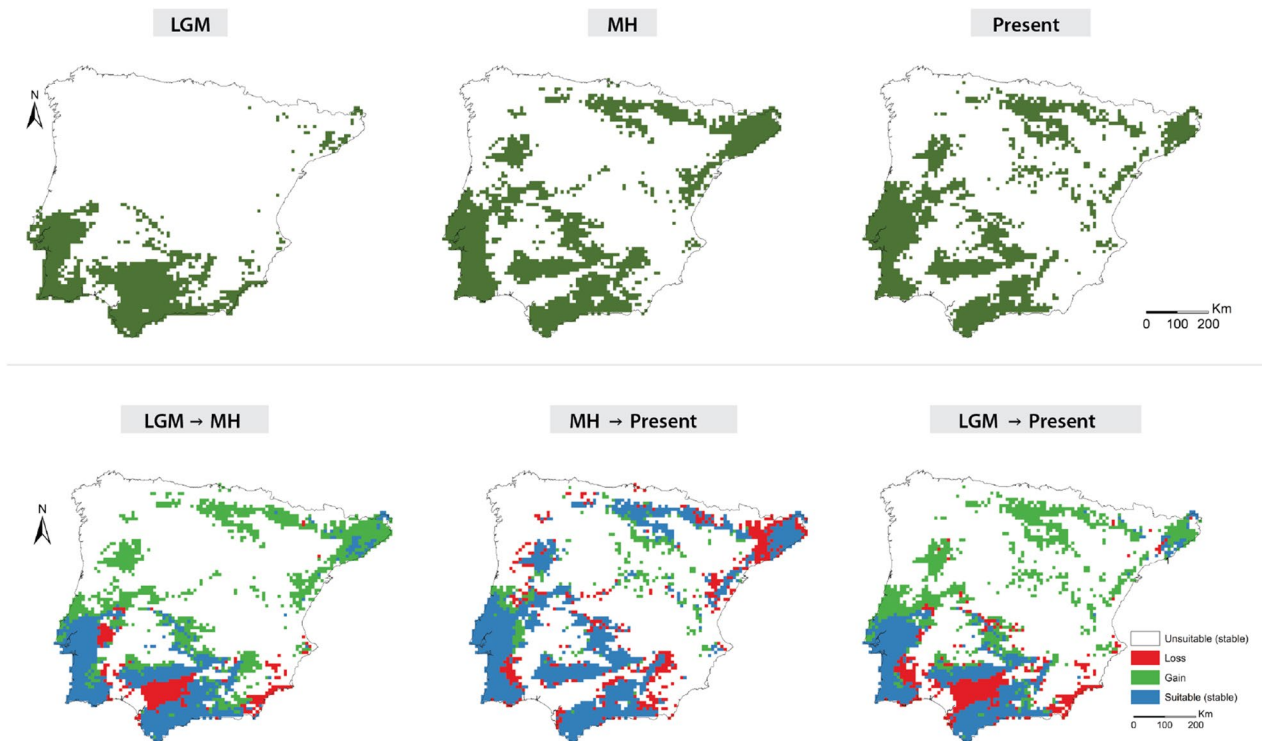 LGM
MH
Present
N
Km
0 100 200
LGM → MH
MH → Present
LGM → Present
N
Unsuitable (stable)
Loss
Gain
Suitable (stable)
Km
0 100 200